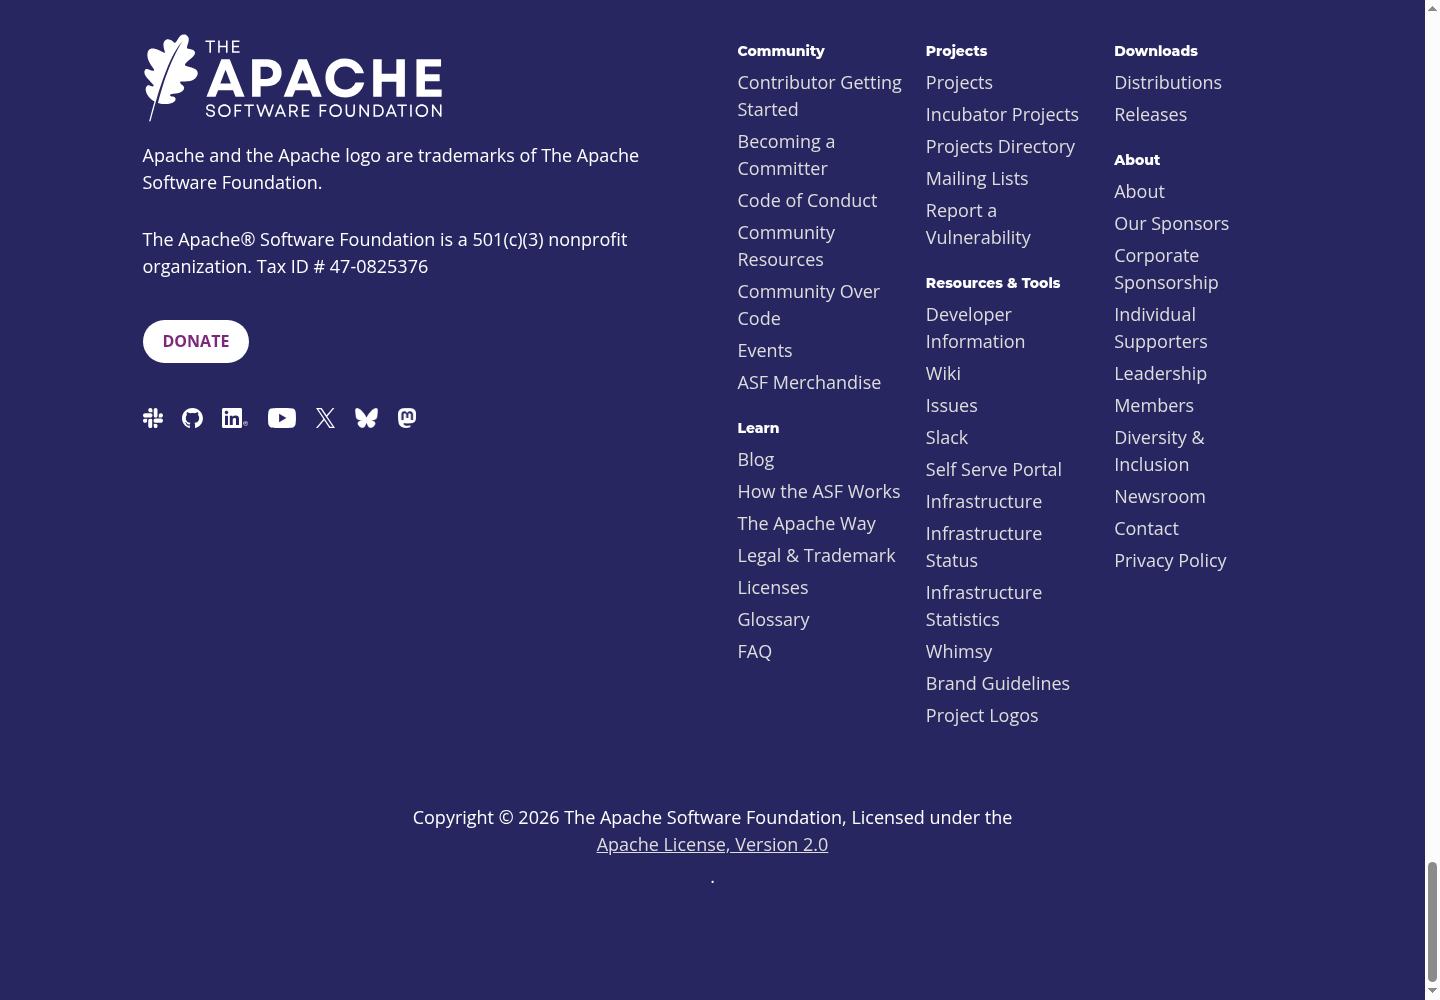 THE
APACHE
SOFTWARE FOUNDATION
Apache and the Apache logo are trademarks of The Apache
Software Foundation.
The Apache® Software Foundation is a 501(c)(3) nonprofit
organization. Tax ID # 47-0825376
DONATE
in
Community
Contributor Getting
Started
Becoming a
Committer
Code of Conduct
Community
Resources
Community Over
Code
Events
ASF Merchandise
Learn
Blog
How the ASF Works
The Apache Way
Legal & Trademark
Licenses
Glossary
FAQ
Projects
Projects
Incubator Projects
Projects Directory
Mailing Lists
Report a
Vulnerability
Resources & Tools
Developer
Information
Wiki
Issues
Slack
Self Serve Portal
Infrastructure
Infrastructure
Status
Infrastructure
Statistics
Whimsy
Brand Guidelines
Project Logos
Downloads
Distributions
Releases
About
About
Our Sponsors
Corporate
Sponsorship
Individual
Supporters
Leadership
Members
Diversity &
Inclusion
Newsroom
Contact
Privacy Policy
Copyright © 2026 The Apache Software Foundation, Licensed under the
Apache License, Version 2.0
.